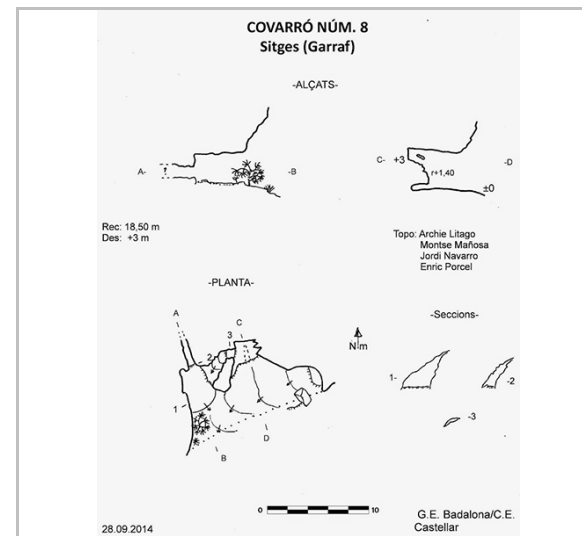 COVARRÓ NÚM. 8
Sitges (Garraf)
-ALÇATS-
A-
?
-B
C-
+3
r+1,40
-D
±0
Rec: 18,50 m
Des: +3 m
Topo: Archie Litago
Montse Mañosa
Jordi Navarro
Enric Porcel
-PLANTA-
A
C
3
2
1
B
D
N m
-Seccions-
1-
-2
-3
0
10
28.09.2014
G.E. Badalona/C.E.
Castellar